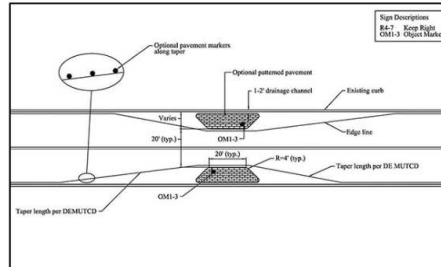 Sign Descriptions
R4-7 Keep Right
OM1-3 Object Marker
Optional pavement markers
along taper
Optional patterned pavement
1-2' drainage channel
Existing curb
Varies
OM1-3
Edge line
20' (typ.)
20' (typ.)
R=4' (typ.)
Taper length per DE MUTCD
OM1-3
Taper length per DEMUTCD